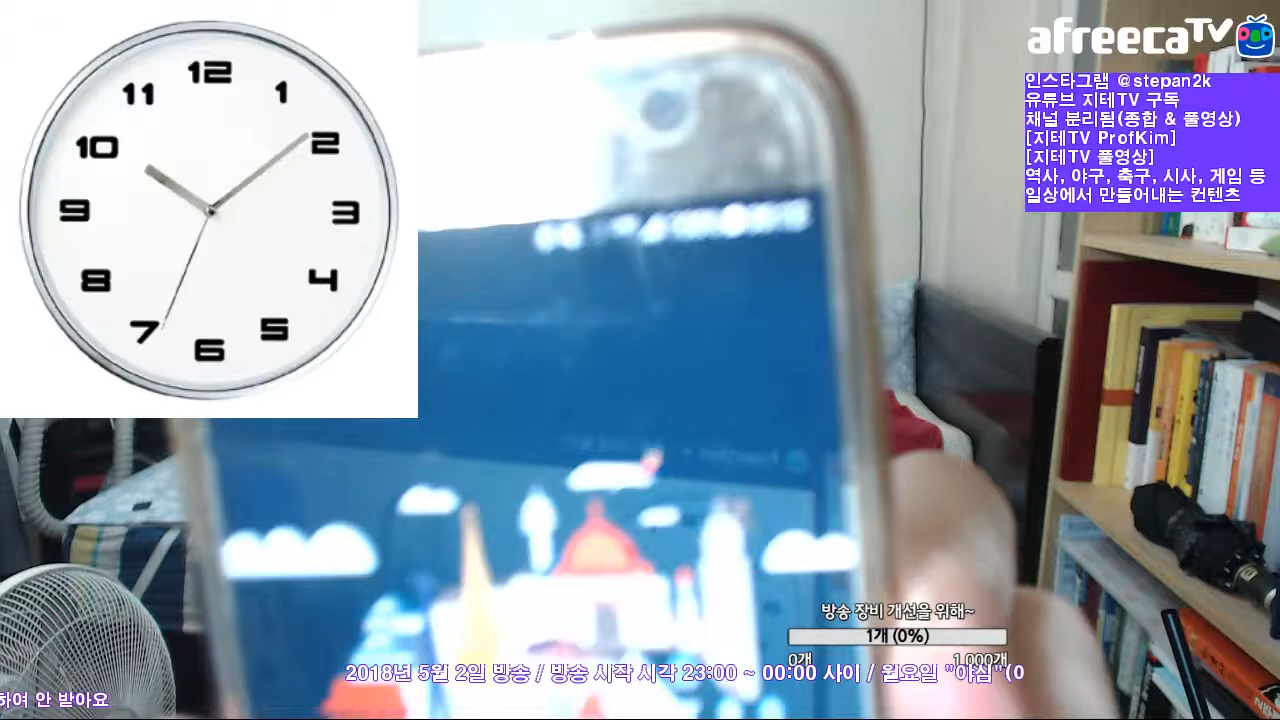 12
11
1
10
2
9
3
8
4
7
5
6
afreecaTV
인스타그램 @stepan2k
유튜브 지테TV 구독
채널 분리됨(종합 & 풀영상)
[지테TV ProfKim]
[지테TV 풀영상]
역사, 야구, 축구, 시사, 게임 등
일상에서 만들어내는 컨텐츠
방송 장비 개선을 위해~
1개 (0%)
0개
1,000개
2018년 5월 2일 방송 / 방송 시작 시각 23:00 ~ 00:00 사이 / 월요일 "야심"(0
하여 안 받아요